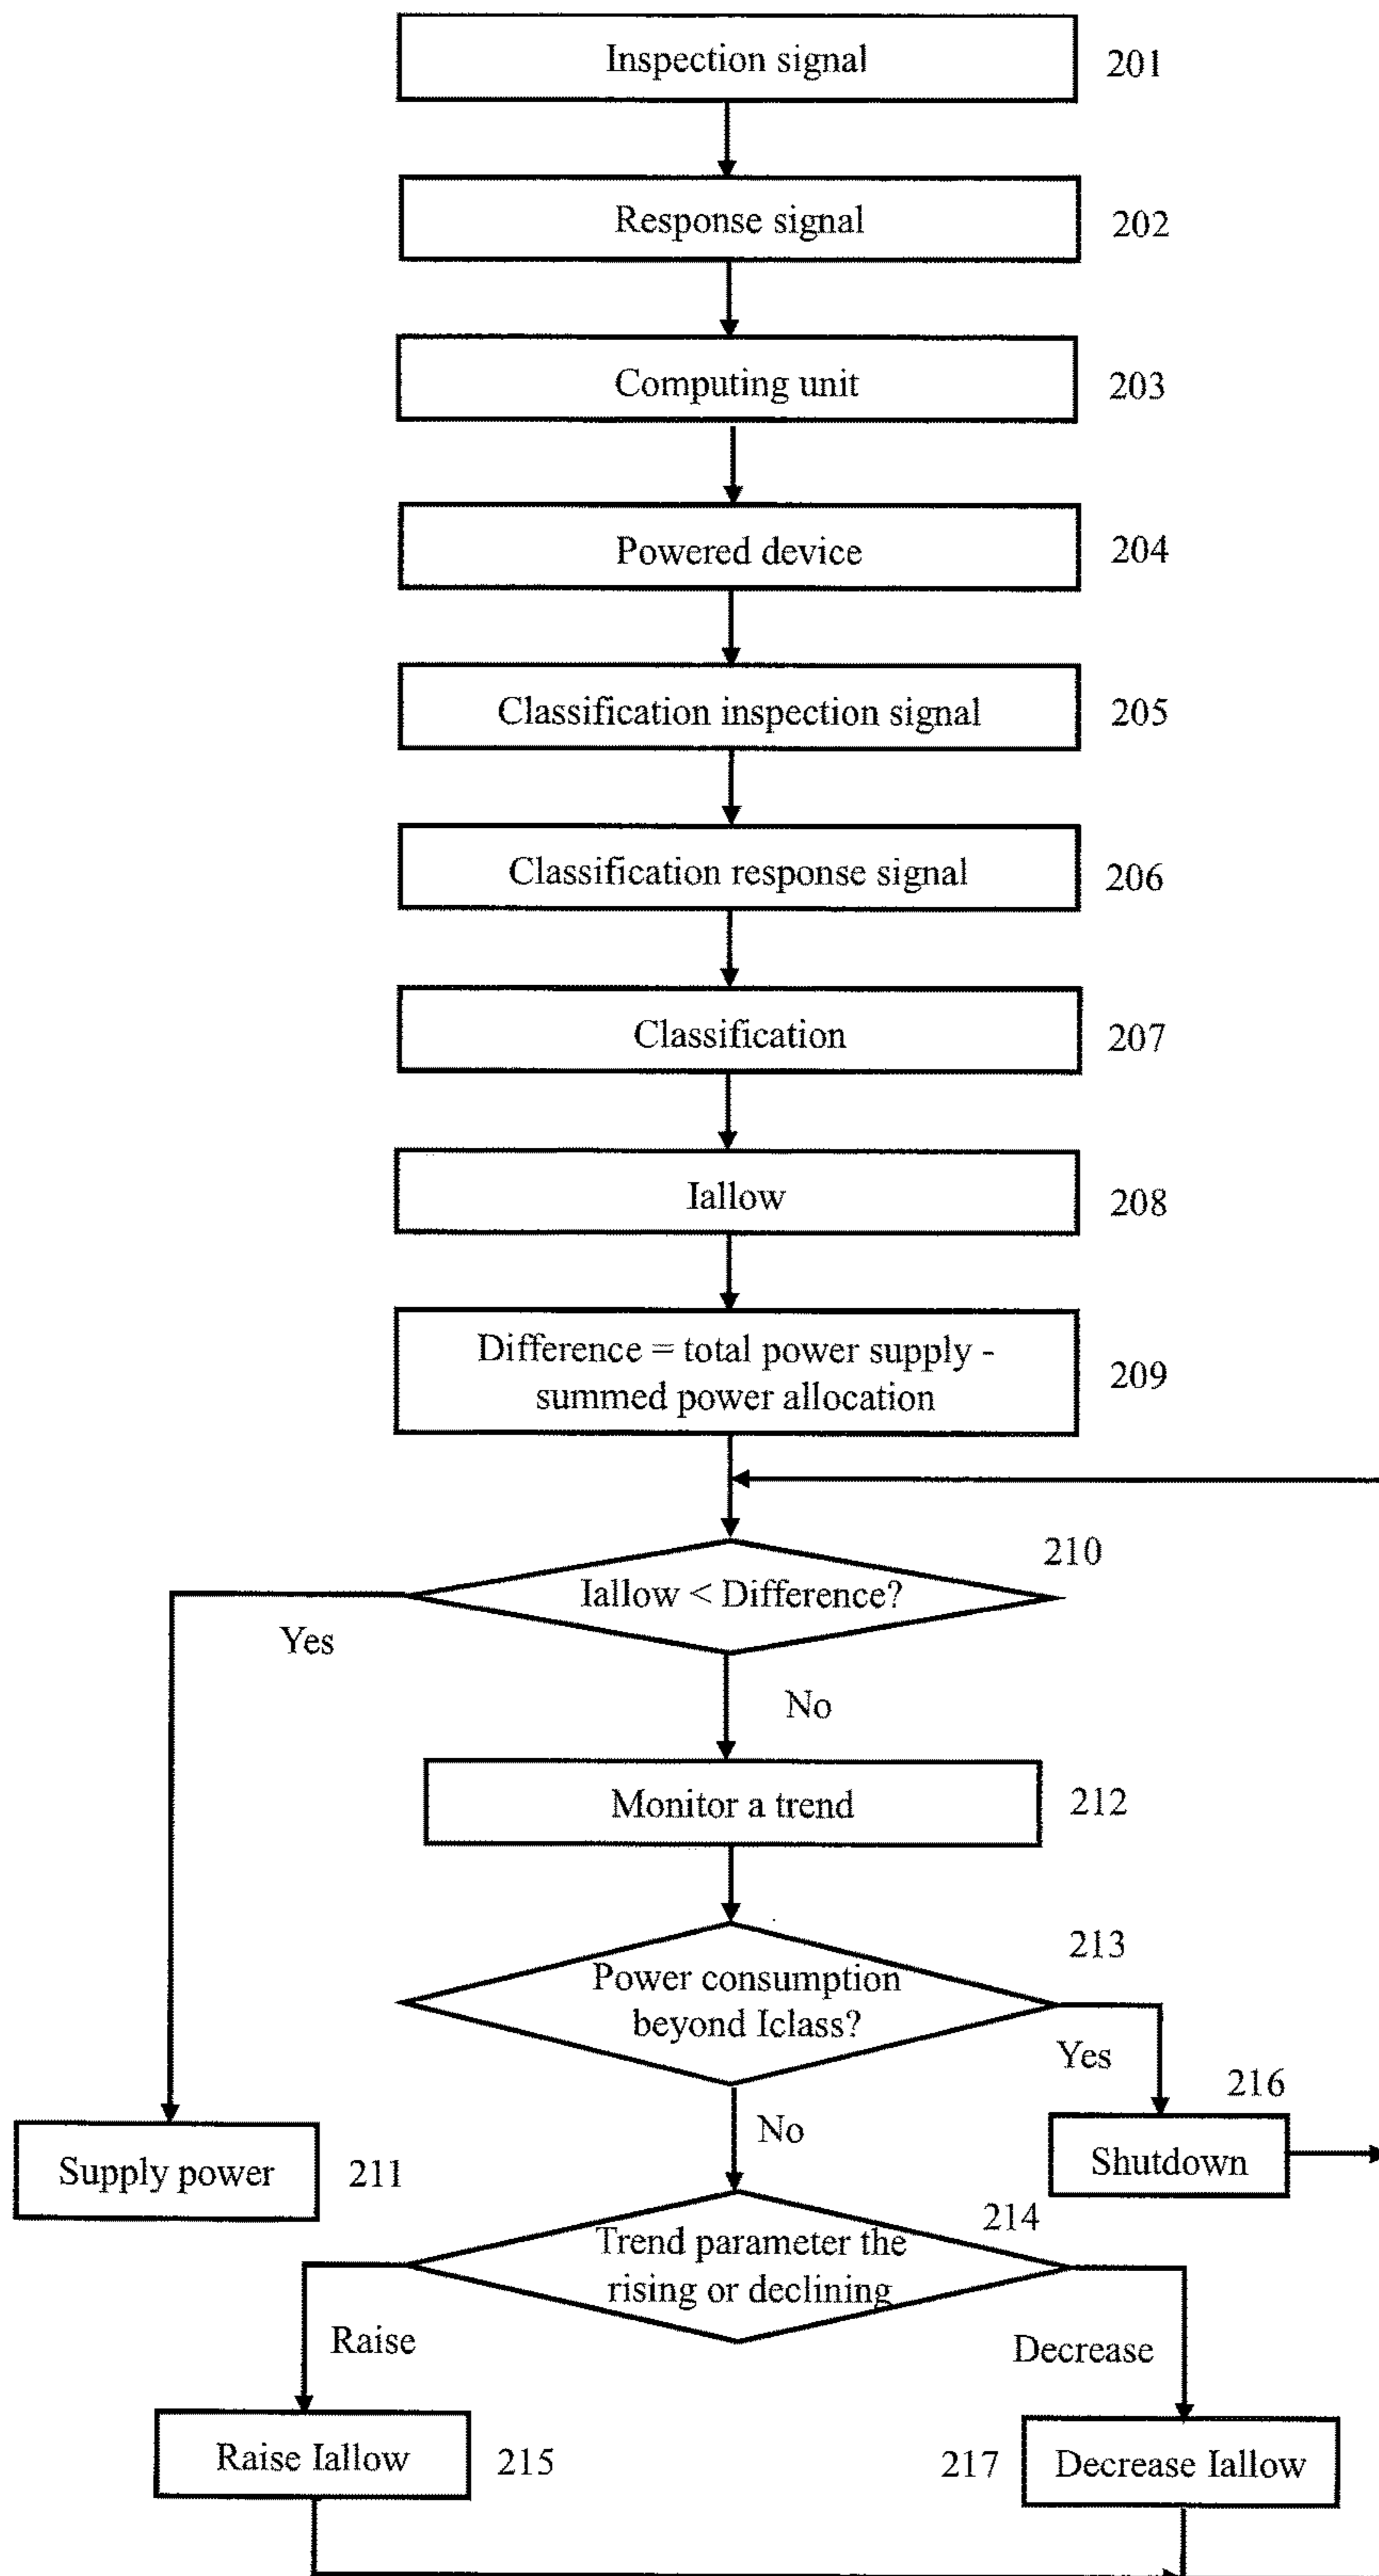 Inspection signal 201
Response signal 202
Computing unit 203
Powered device 204
Classification inspection signal 205
Classification response signal 206
Classification 207
Iallow 208
Difference = total power supply -
summed power allocation
209
210
Iallow < Difference?
Yes
No
Monitor a trend 212
213
Power consumption
beyond Iclass?
Yes
216
No
Shutdown
Supply power 211
214
Trend parameter the
rising or declining
Raise
Decrease
Raise Iallow 215
217 Decrease Iallow